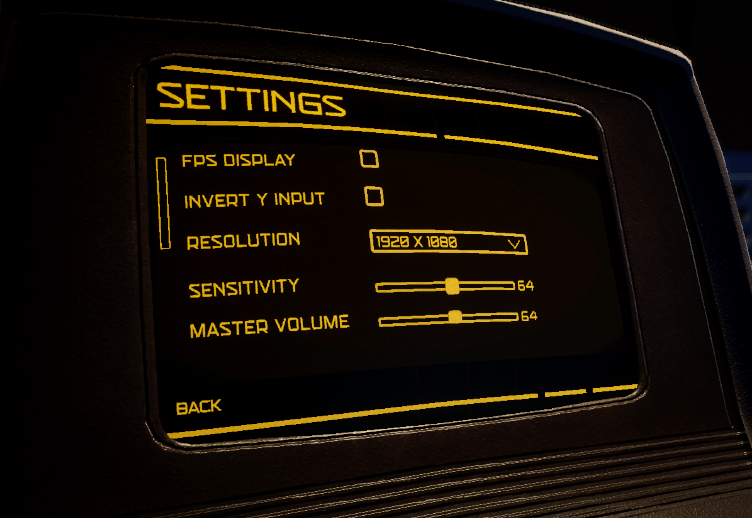 SETTINGS
FPS DISPLAY
INVERT Y INPUT
RESOLUTION 1920 X 1080
SENSITIVITY 64
MASTER VOLUME 64
BACK